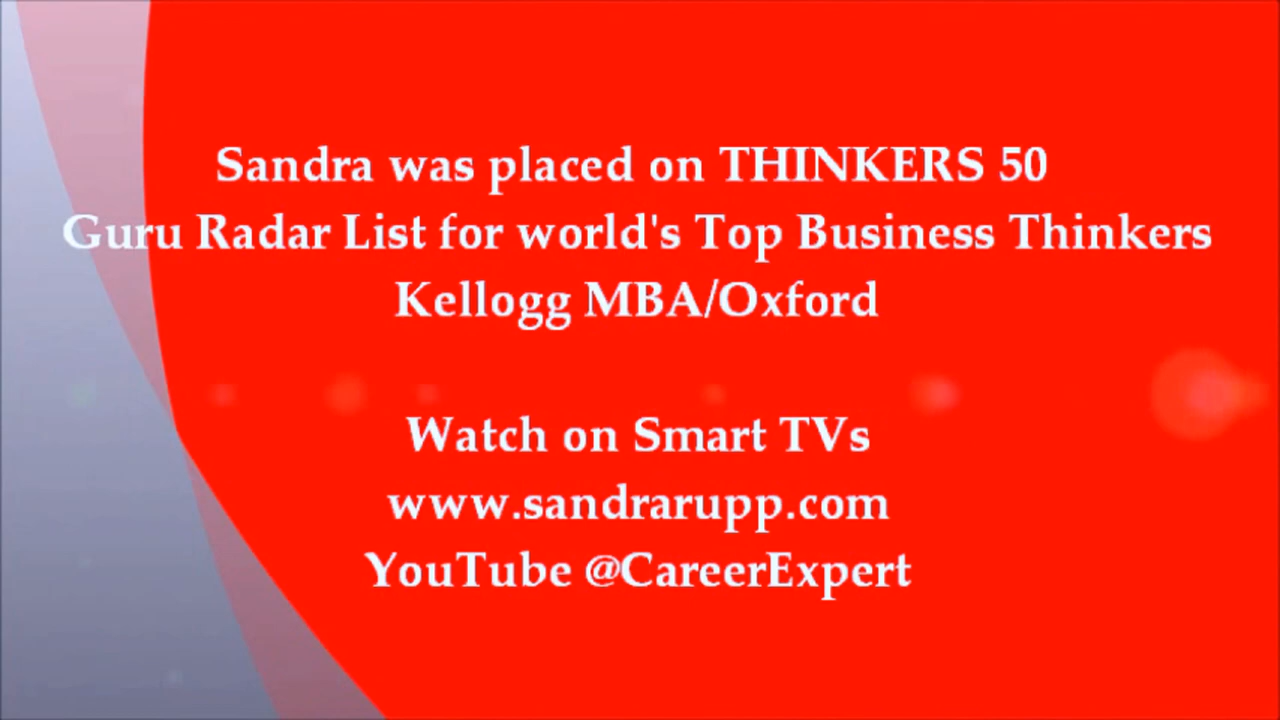 Sandra was placed on THINKERS 50
Guru Radar List for world's Top Business Thinkers
Kellogg MBA/Oxford
Watch on Smart TVs
www.sandrarupp.com
YouTube @CareerExpert